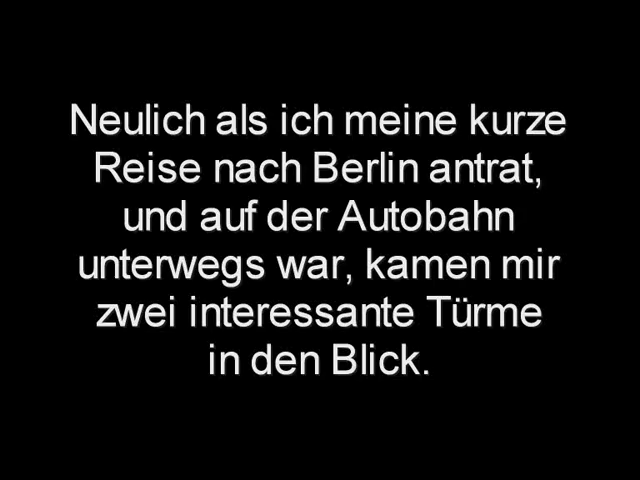 Neulich als ich meine kurze
Reise nach Berlin antrat,
und auf der Autobahn
unterwegs war, kamen mir
zwei interessante Türme
in den Blick.